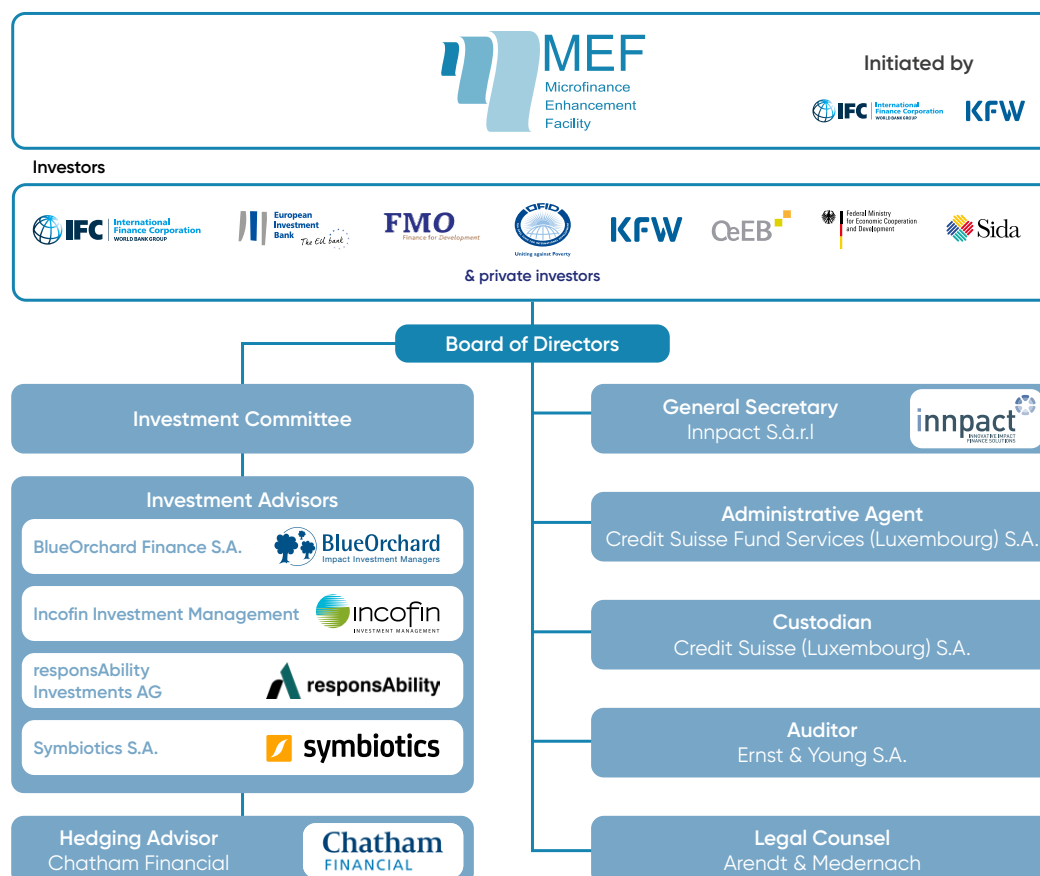 MEF
Microfinance
Enhancement
Facility
Initiated by
IFC International
Finance Corporation
WORLD BANK GROUP
KFW
Investors
IFC International
Finance Corporation
WORLD BANK GROUP
European
Investment
Bank
The EU bank
FMO
Finance for Development
OFID
Uniting against Poverty
KFW
OeEB
Federal Ministry
for Economic Cooperation
and Development
Sida
& private investors
Board of Directors
Investment Committee
Investment Advisors
BlueOrchard Finance S.A.
BlueOrchard
Impact Investment Managers
Incofin Investment Management
incofin
INVESTMENT MANAGEMENT
responsAbility
Investments AG
responsAbility
Symbiotics S.A.
symbiotics
Hedging Advisor
Chatham Financial
Chatham
FINANCIAL
General Secretary
Innpact S.à.r.l
innpact
INNOVATIVE IMPACT
FINANCE SOLUTIONS
Administrative Agent
Credit Suisse Fund Services (Luxembourg) S.A.
Custodian
Credit Suisse (Luxembourg) S.A.
Auditor
Ernst & Young S.A.
Legal Counsel
Arendt & Medernach